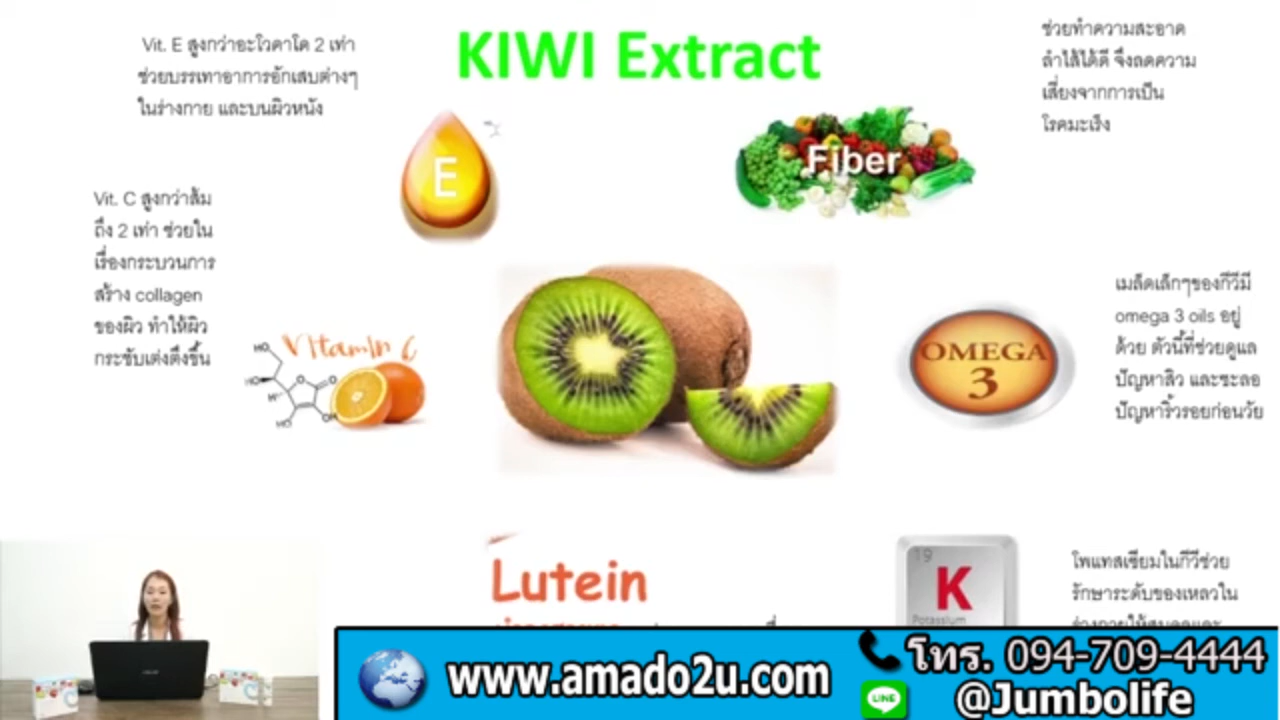 KIWI Extract
Vit. E สูงกว่าอะโวคาโด 2 เท่า
ช่วยบรรเทาอาการอักเสบต่างๆ
ในร่างกาย และบนผิวหนัง
E
Fiber
ช่วยทำความสะอาด
ลำไส้ได้ดี จึงลดความ
เสี่ยงจากการเป็น
โรคมะเร็ง
Vit. C สูงกว่าส้ม
ถึง 2 เท่า ช่วยใน
เรื่องกระบวนการ
สร้าง collagen
ของผิว ทำให้ผิว
กระชับเต่งตึงขึ้น
Vitamin C
HO
HO
H
O
O
HO
OH
OMEGA
3
เมล็ดเล็กๆของกีวีมี
omega 3 oils อยู่
ด้วย ตัวนี้ที่ช่วยดูแล
ปัญหาสิว และชะลอ
ปัญหาริ้วรอยก่อนวัย
Lutein
19
K
Potassium
โพแทสเซียมในกีวีช่วย
รักษาระดับของเหลวใน
www.amado2u.com
โทร. 094-709-4444
LINE
@Jumbolife